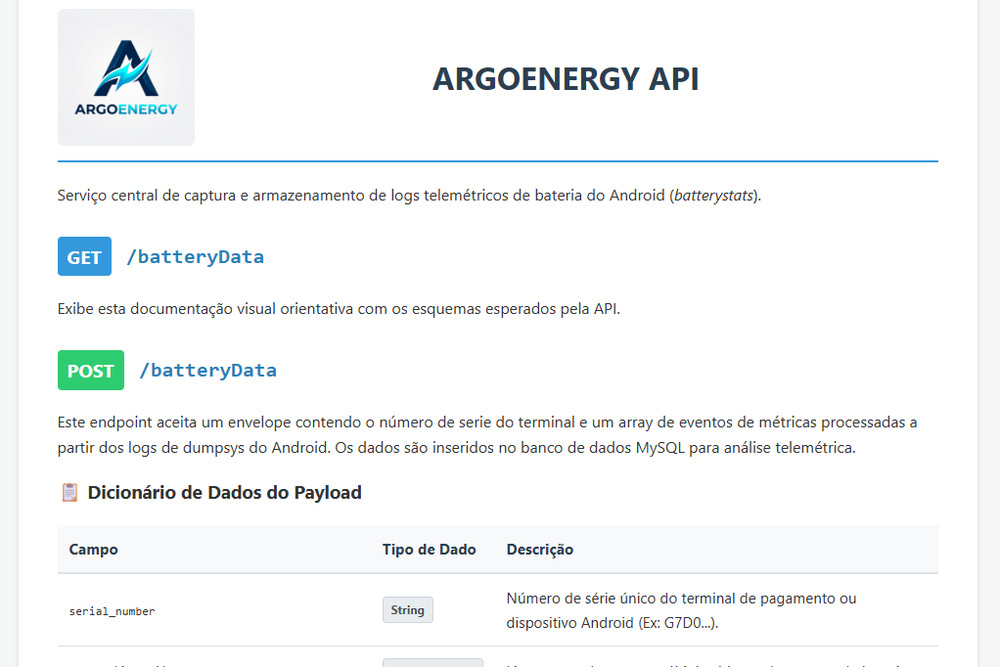 ARGOENERGY
ARGOENERGY API
Serviço central de captura e armazenamento de logs telemétricos de bateria do Android (batterystats).
GET /batteryData
Exibe esta documentação visual orientativa com os esquemas esperados pela API.
POST /batteryData
Este endpoint aceita um envelope contendo o número de serie do terminal e um array de eventos de métricas processadas a
partir dos logs de dumpsys do Android. Os dados são inseridos no banco de dados MySQL para análise telemétrica.
📋 Dicionário de Dados do Payload
Campo Tipo de Dado Descrição
serial_number String Número de série único do terminal de pagamento ou
dispositivo Android (Ex: G7D0...).